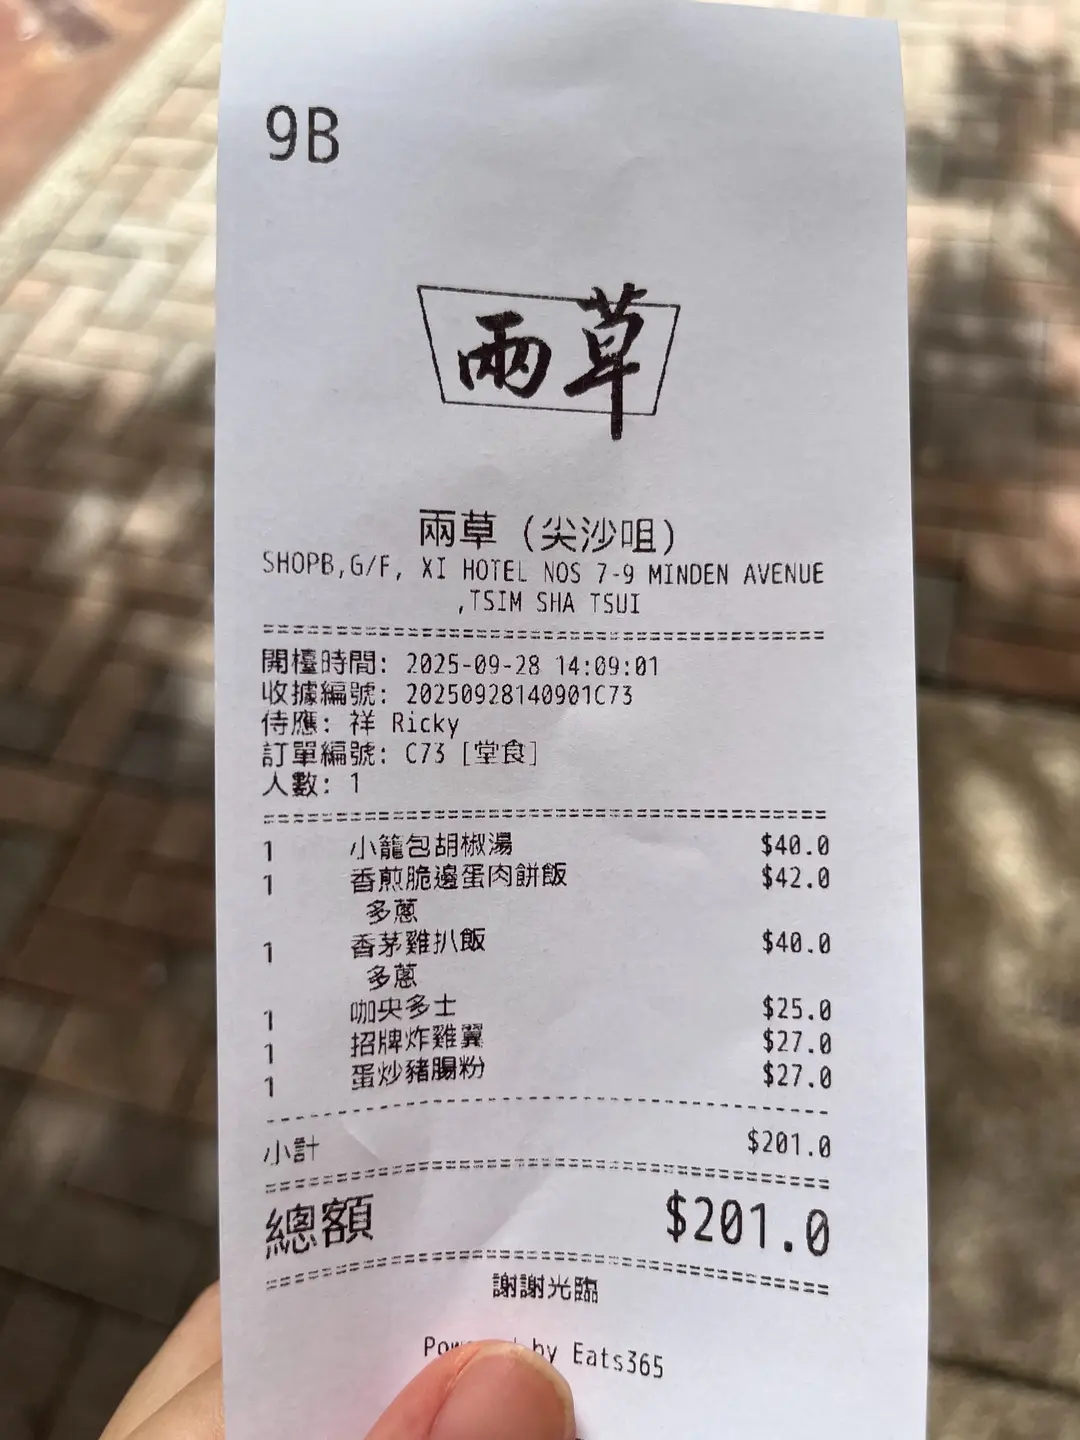 9B
兩草
兩草（尖沙咀）
SHOPB,G/F, XI HOTEL NOS 7-9 MINDEN AVENUE
,TSIM SHA TSUI
開檯時間: 2025-09-28 14:09:01
收據編號: 20250928140901C73
侍應: 祥 Ricky
訂單編號: C73 [堂食]
人數: 1
1 小籠包胡椒湯 $40.0
1 香煎脆邊蛋肉餅飯 $42.0
多蔥
1 香茅雞扒飯 $40.0
多蔥
1 咖央多士 $25.0
1 招牌炸雞翼 $27.0
1 蛋炒豬腸粉 $27.0
小計 $201.0
總額 $201.0
謝謝光臨
by Eats365